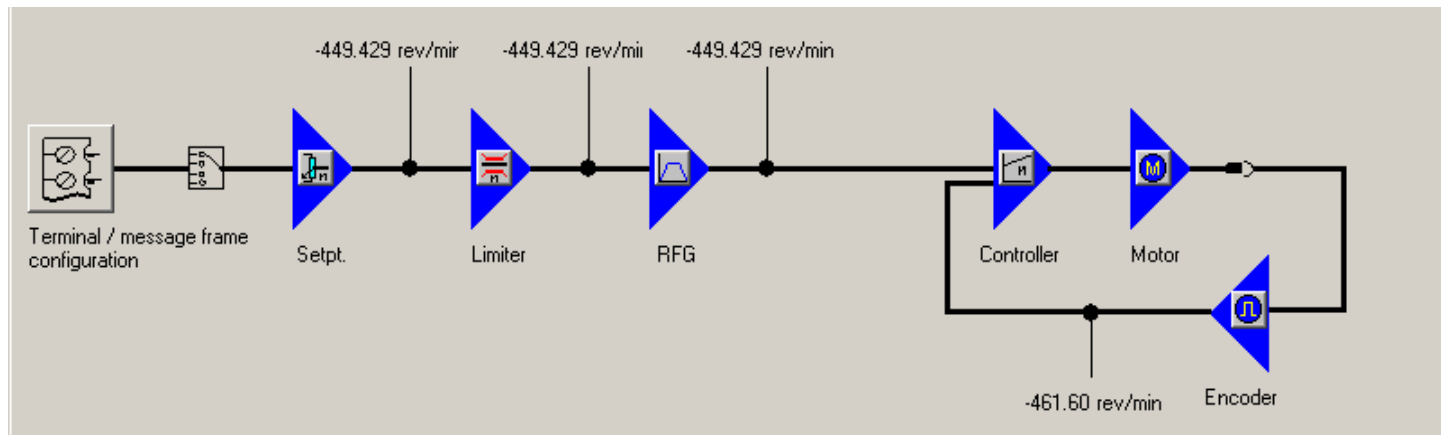 -449.429 rev/mir
-449.429 rev/mii
-449.429 rev/min
Terminal / message frame
configuration
Setpt.
Limiter
RFG
Controller
Motor
M
n
n
n
-461.60 rev/min
Encoder